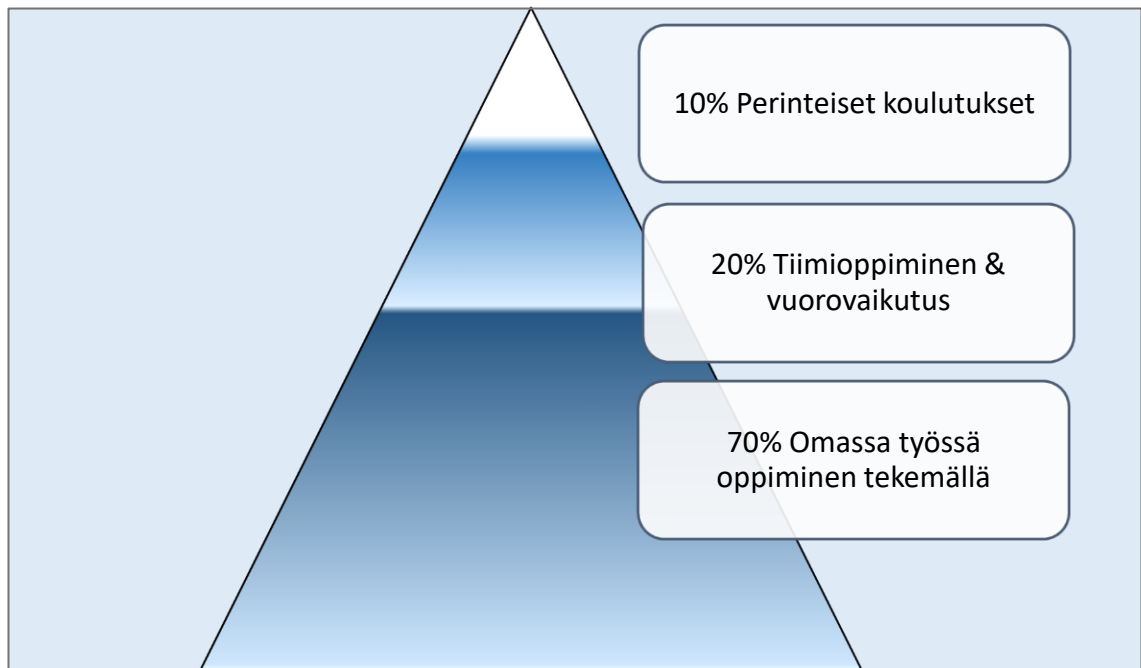 10% Perinteiset koulutukset
20% Tiimioppiminen &
vuorovaikutus
70% Omassa työssä
oppiminen tekemällä